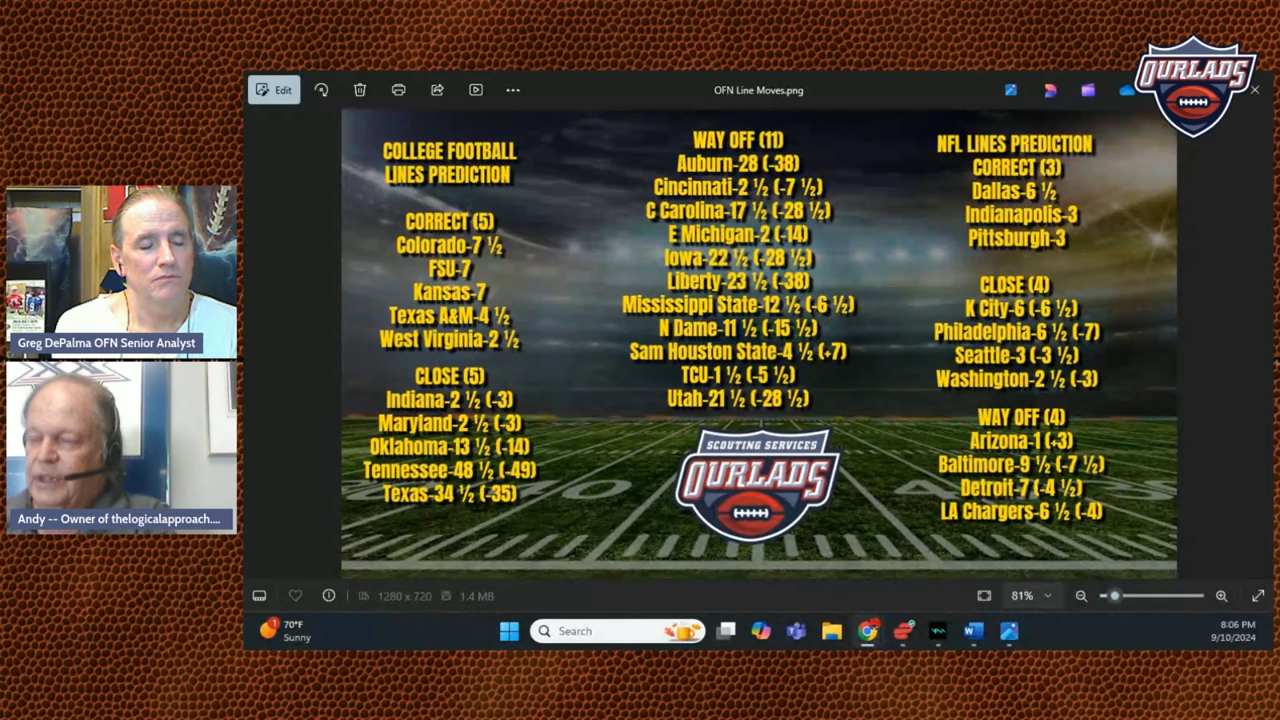 Edit
OFN Line Moves.png
OURLADS
COLLEGE FOOTBALL
LINES PREDICTION
CORRECT (5)
Colorado-7 ½
FSU-7
Kansas-7
Texas A&M-4 ½
West Virginia-2 ½
CLOSE (5)
Indiana-2 ½ (-3)
Maryland-2 ½ (-3)
Oklahoma-13 ½ (-14)
Tennessee-48 ½ (-49)
Texas-34 ½ (-35)
WAY OFF (11)
Auburn-28 (-38)
Cincinnati-2 ½ (-7 ½)
C Carolina-17 ½ (-28 ½)
E Michigan-2 (-14)
Iowa-22 ½ (-28 ½)
Liberty-23 ½ (-38)
Mississippi State-12 ½ (-6 ½)
N Dame-11 ½ (-15 ½)
Sam Houston State-4 ½ (+7)
TCU-1 ½ (-5 ½)
Utah-21 ½ (-28 ½)
SCOUTING SERVICES
OURLADS
NFL LINES PREDICTION
CORRECT (3)
Dallas-6 ½
Indianapolis-3
Pittsburgh-3
CLOSE (4)
K City-6 (-6 ½)
Philadelphia-6 ½ (-7)
Seattle-3 (-3 ½)
Washington-2 ½ (-3)
WAY OFF (4)
Arizona-1 (+3)
Baltimore-9 ½ (-7 ½)
Detroit-7 (-4 ½)
LA Chargers-6 ½ (-4)
Greg DePalma OFN Senior Analyst
Andy -- Owner of thelogicalapproach....
1280 x 720
1.4 MB
81%
1
70°F
Sunny
Search
8:06 PM
9/10/2024